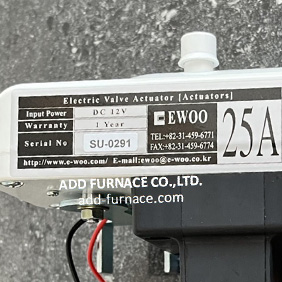 Electric Valve Actuator [Actuators]
Input Power DC 12V
Warranty 1 Year
Serial No SU-0291
EWOO
TEL:+82-31-459-6771
FAX:+82-31-459-6774
25A
http://www.e-woo.com/ E-mail:ewoo@e-woo.co.kr
ADD FURNACE CO.,LTD.
add-furnace.com